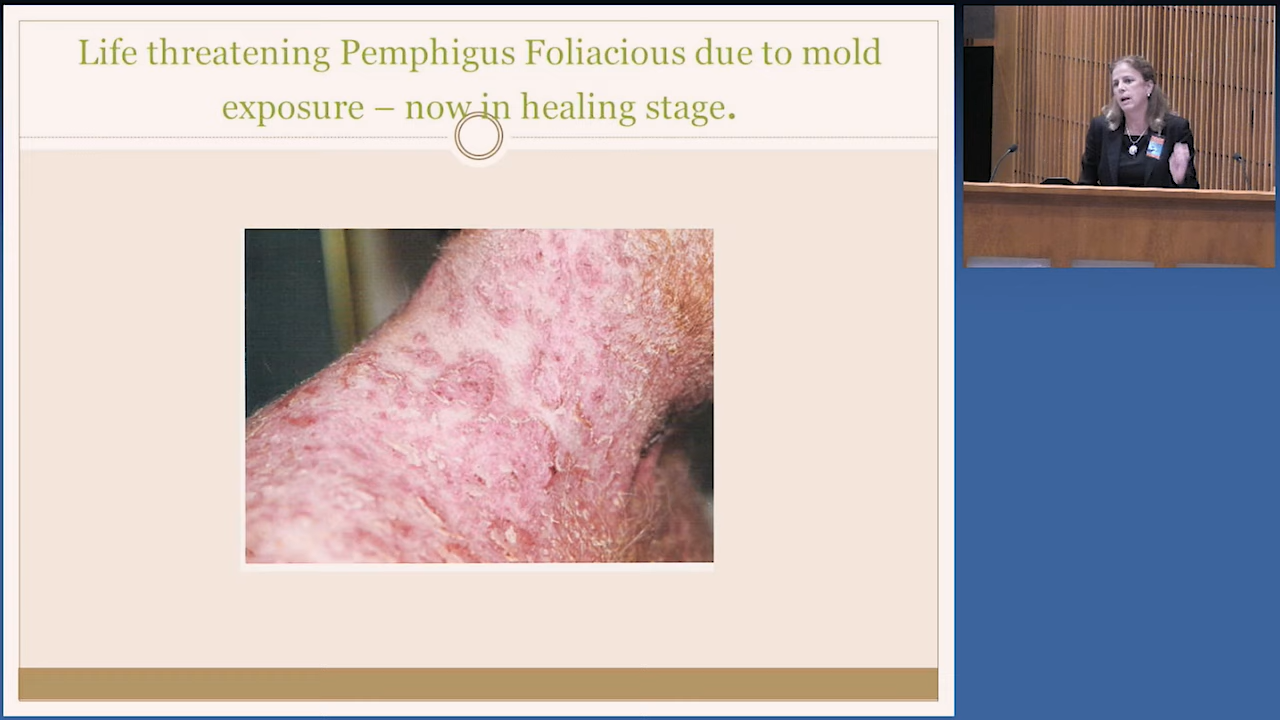 Life threatening Pemphigus Foliacious due to mold
exposure – now in healing stage.